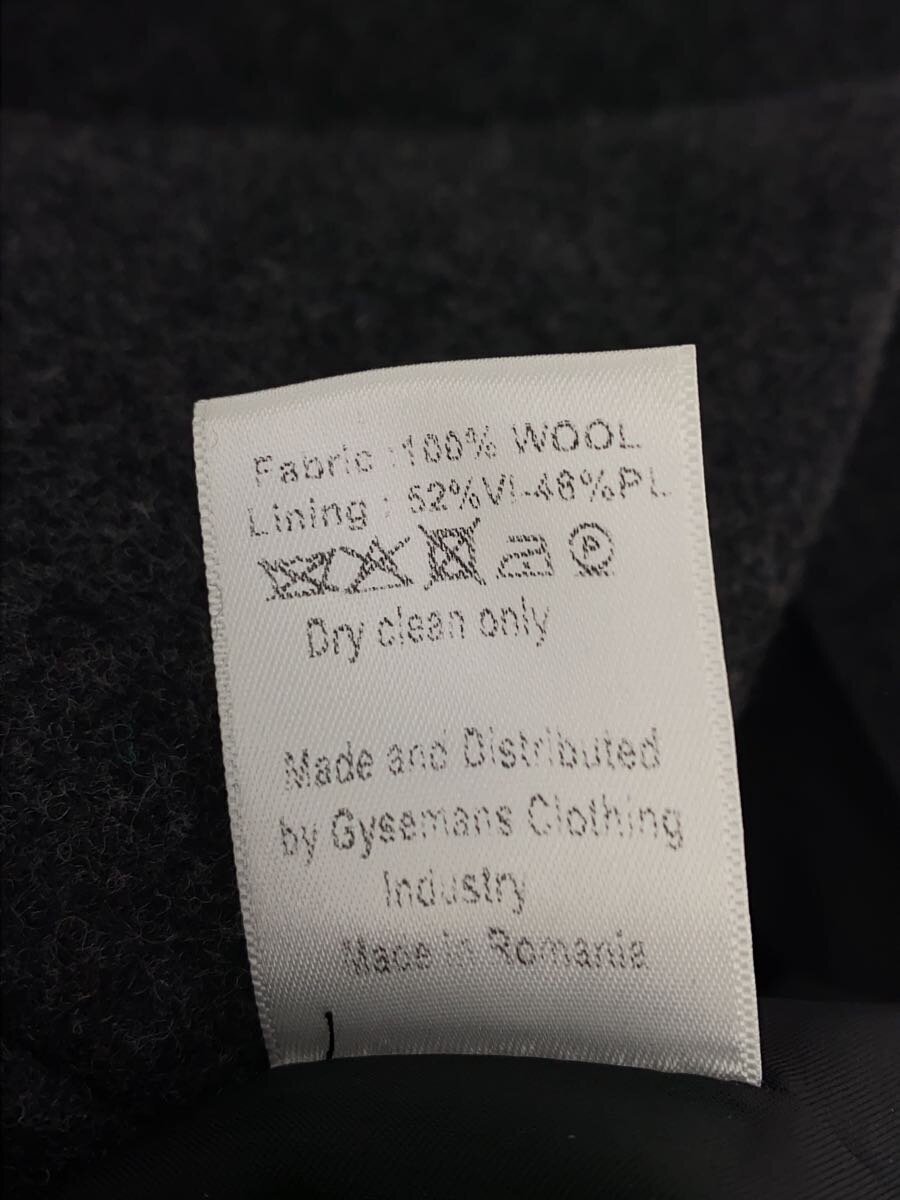 Fabric :100% WOOL
Lining : 52%VI-48%PL
P
Dry clean only
Made and Distributed
by Gysemans Clothing
Industry
Made in Romania